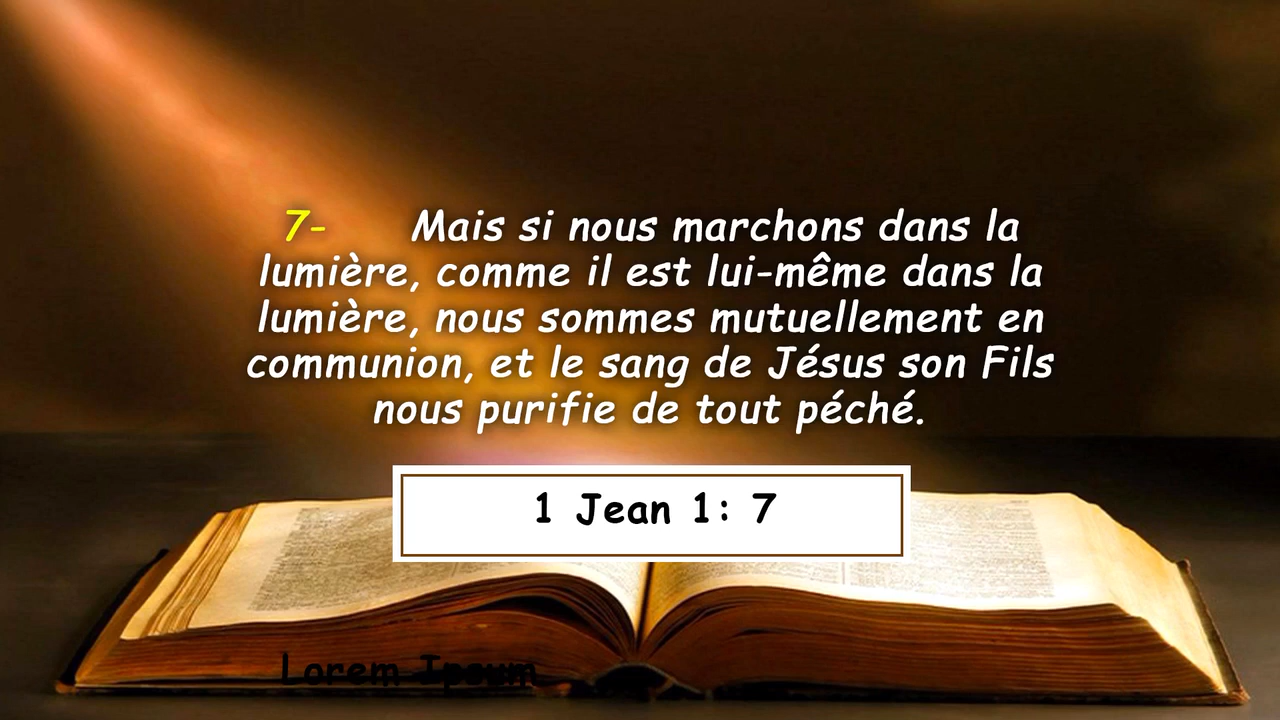 7- Mais si nous marchons dans la
lumière, comme il est lui-même dans la
lumière, nous sommes mutuellement en
communion, et le sang de Jésus son Fils
nous purifie de tout péché.
1 Jean 1: 7
Lorem Ipsum